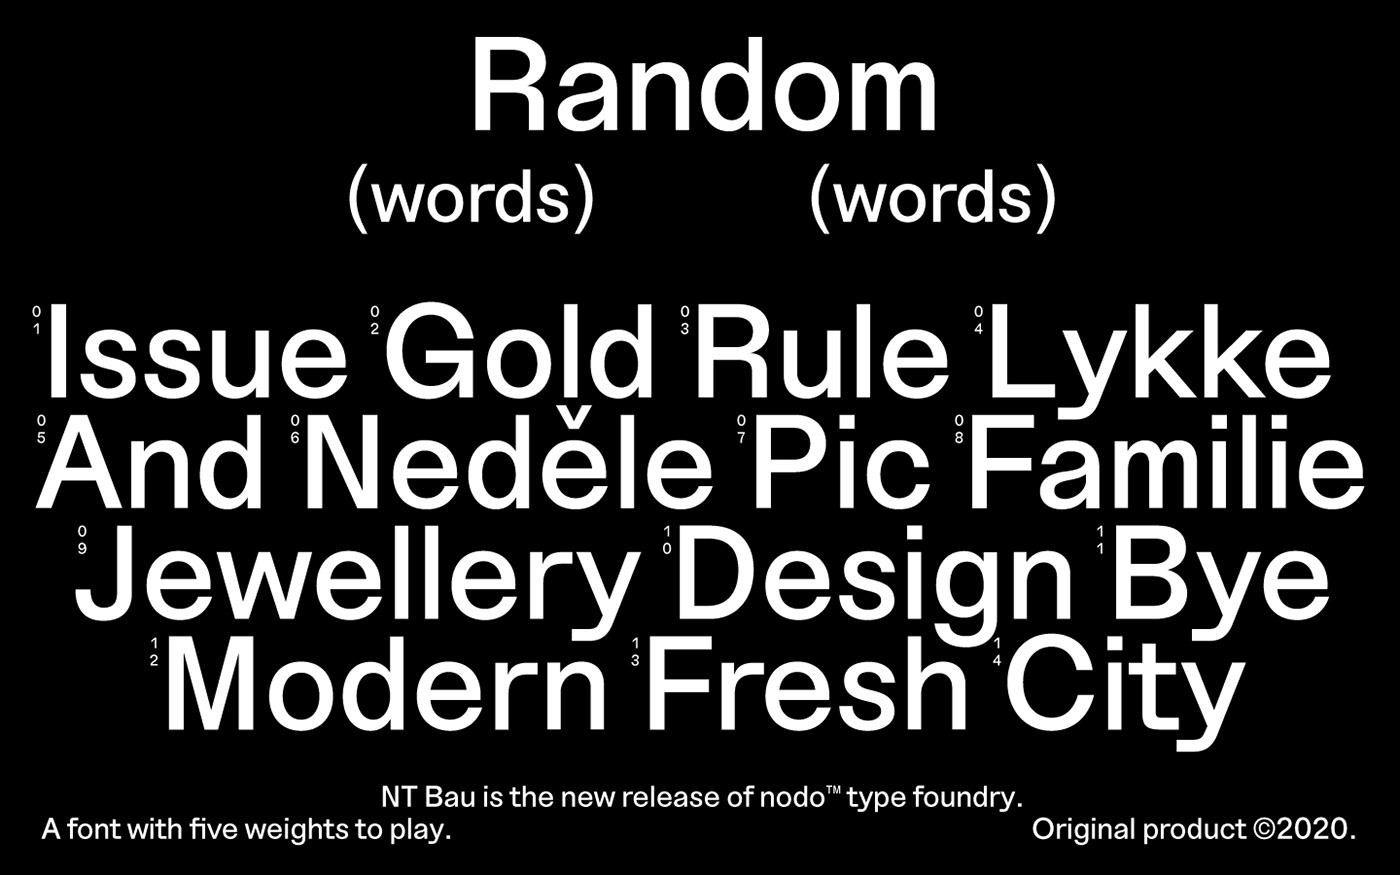 Random
(words) (words)
01 Issue 02 Gold 03 Rule 04 Lykke
05 And 06 Neděle 07 Pic 08 Familie
09 Jewellery 10 Design 11 Bye
12 Modern 13 Fresh 14 City
NT Bau is the new release of nodo™ type foundry.
A font with five weights to play. Original product ©2020.